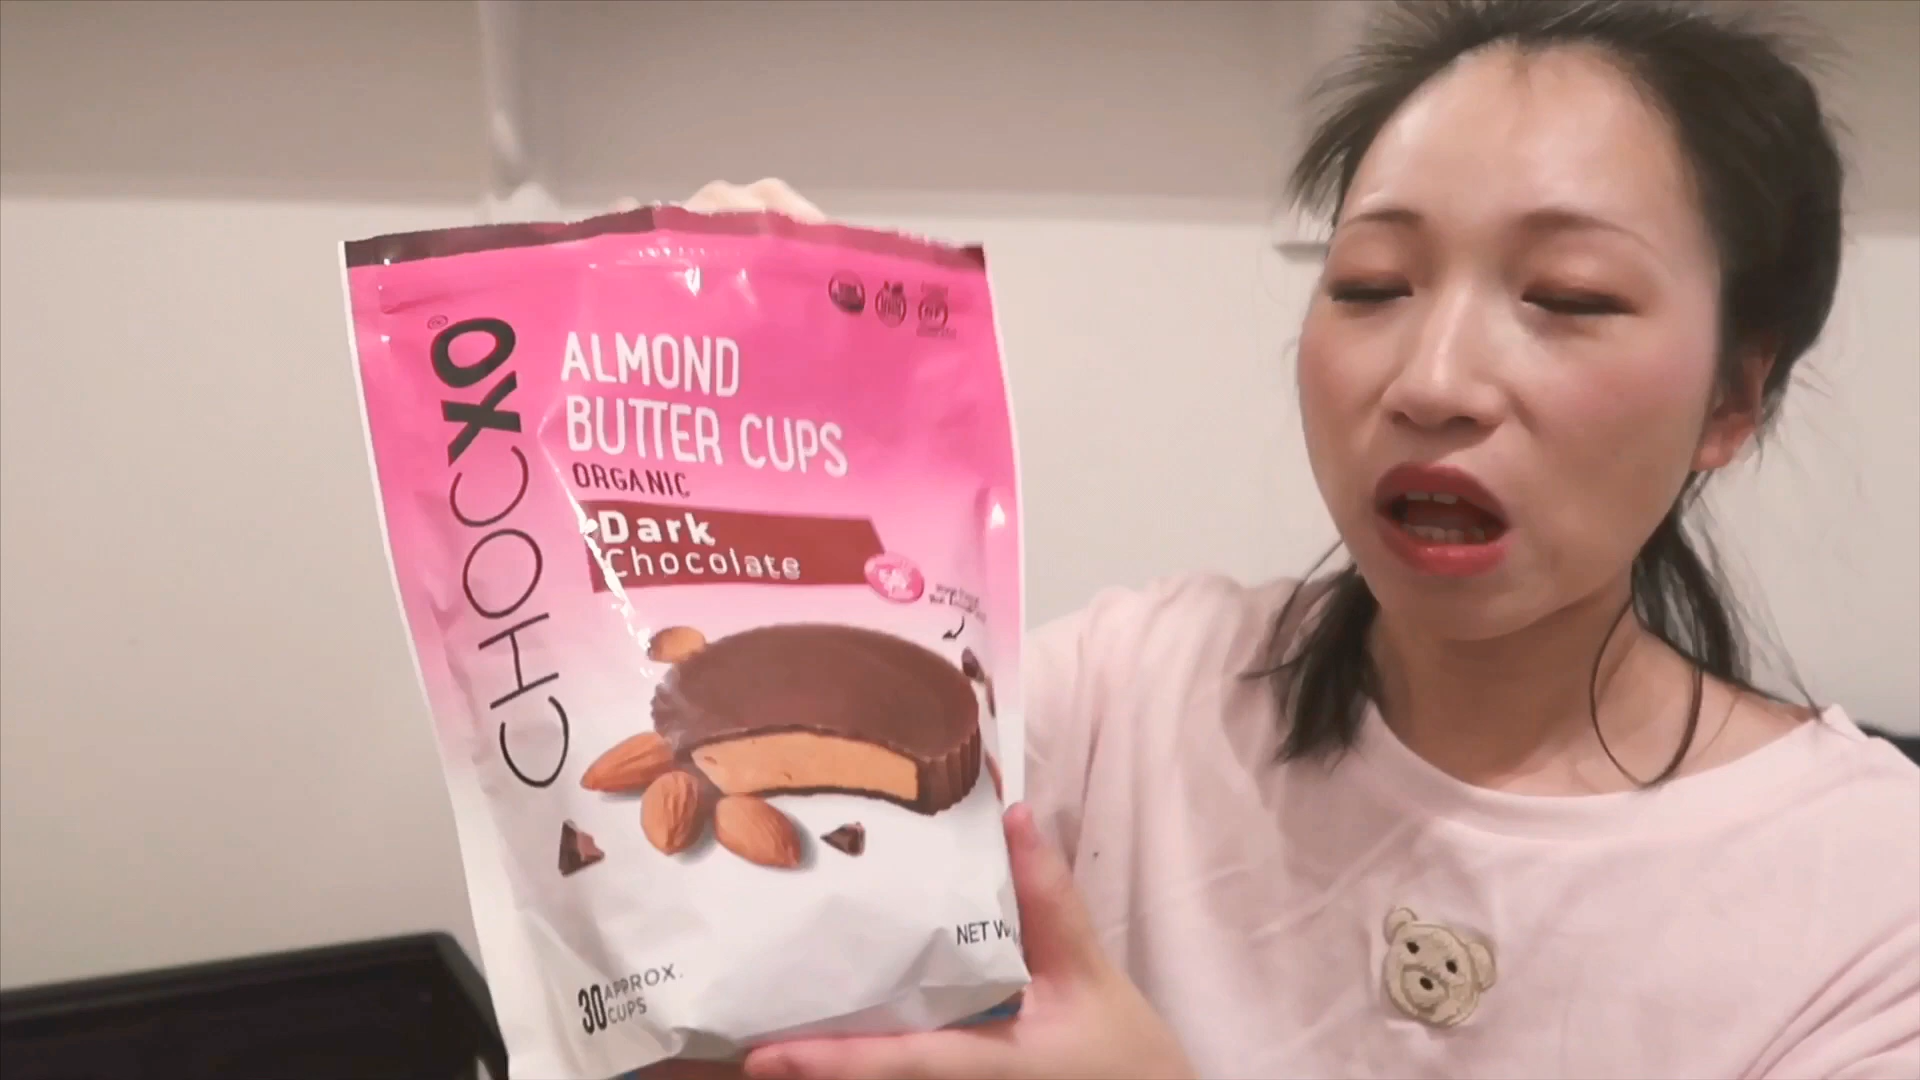 CHOCXO
ALMOND
BUTTER CUPS
ORGANIC
Dark
Chocolate
NET
30 APPROX.
CUPS